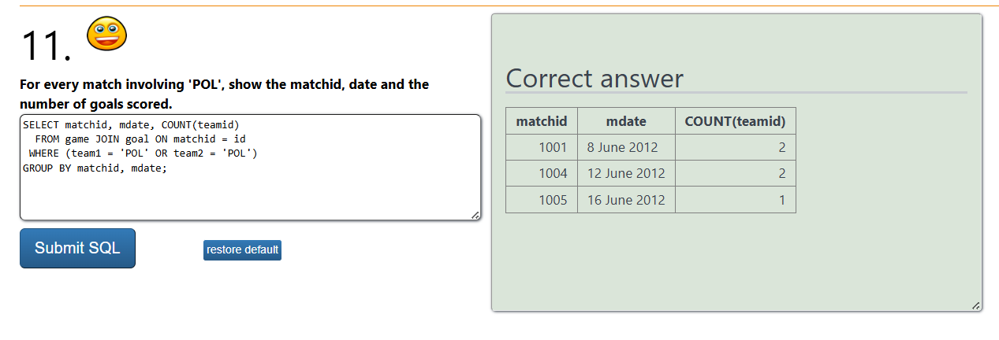 11.
For every match involving 'POL', show the matchid, date and the
number of goals scored.
SELECT matchid, mdate, COUNT(teamid)
FROM game JOIN goal ON matchid = id
WHERE (team1 = 'POL' OR team2 = 'POL')
GROUP BY matchid, mdate;
Submit SQL
restore default
Correct answer
matchid mdate COUNT(teamid)
1001 8 June 2012 2
1004 12 June 2012 2
1005 16 June 2012 1